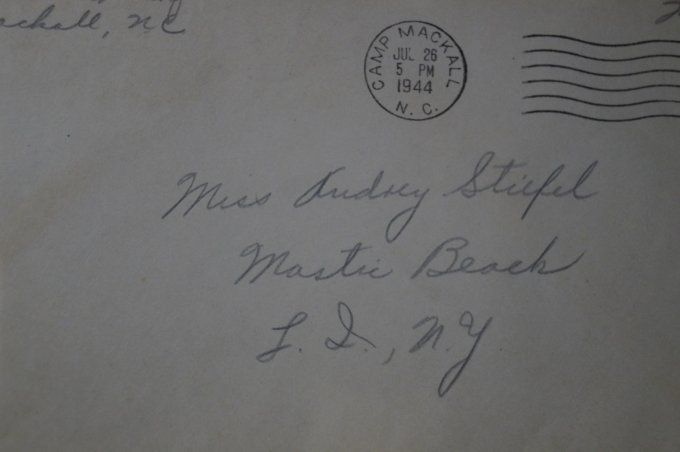 ackall, NC
CAMP MACKALL
JUL 26
5 PM
1944
N. C.
Miss Audrey Stiefel
Mastic Beach
L. I., N.Y